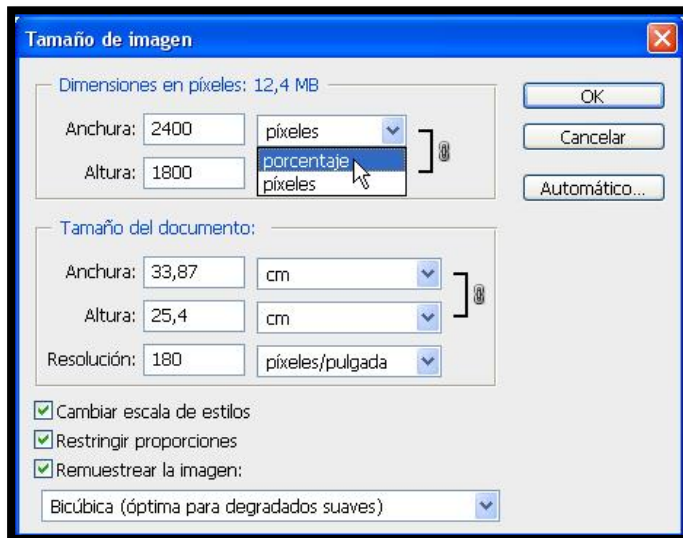 Tamaño de imagen
Dimensiones en píxeles: 12,4 MB
Anchura: 2400 píxeles
porcentaje
Altura: 1800 píxeles
Tamaño del documento:
Anchura: 33,87 cm
Altura: 25,4 cm
Resolución: 180 píxeles/pulgada
Cambiar escala de estilos
Restringir proporciones
Remuestrear la imagen:
Bicúbica (óptima para degradados suaves)
OK
Cancelar
Automático...